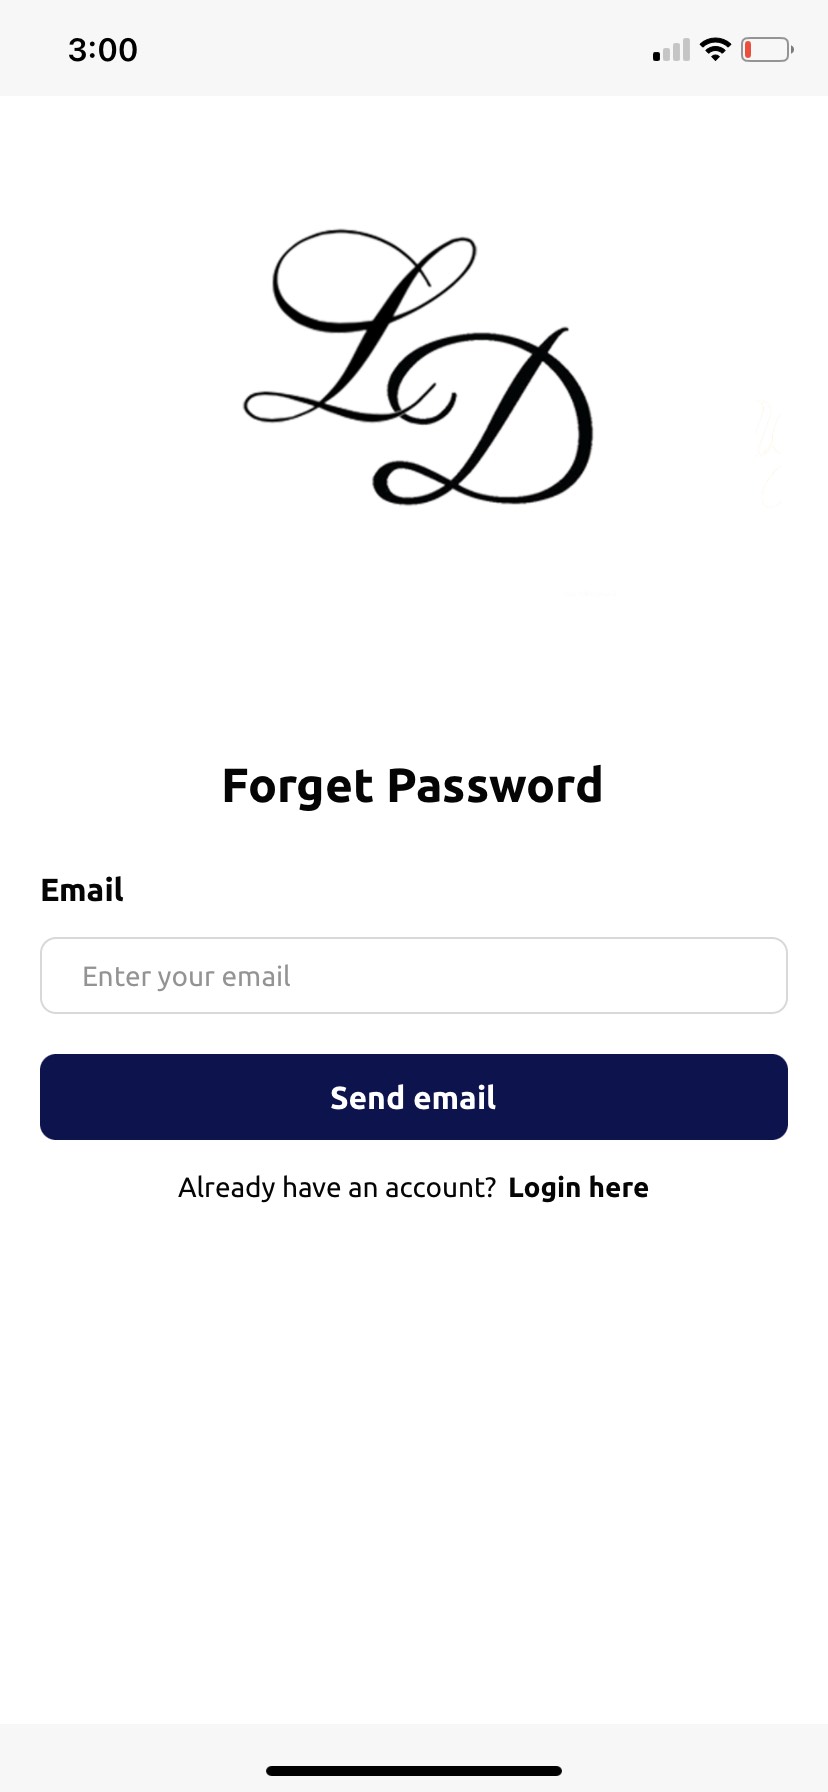 3:00
LD
Forget Password
Email
Enter your email
Send email
Already have an account? Login here